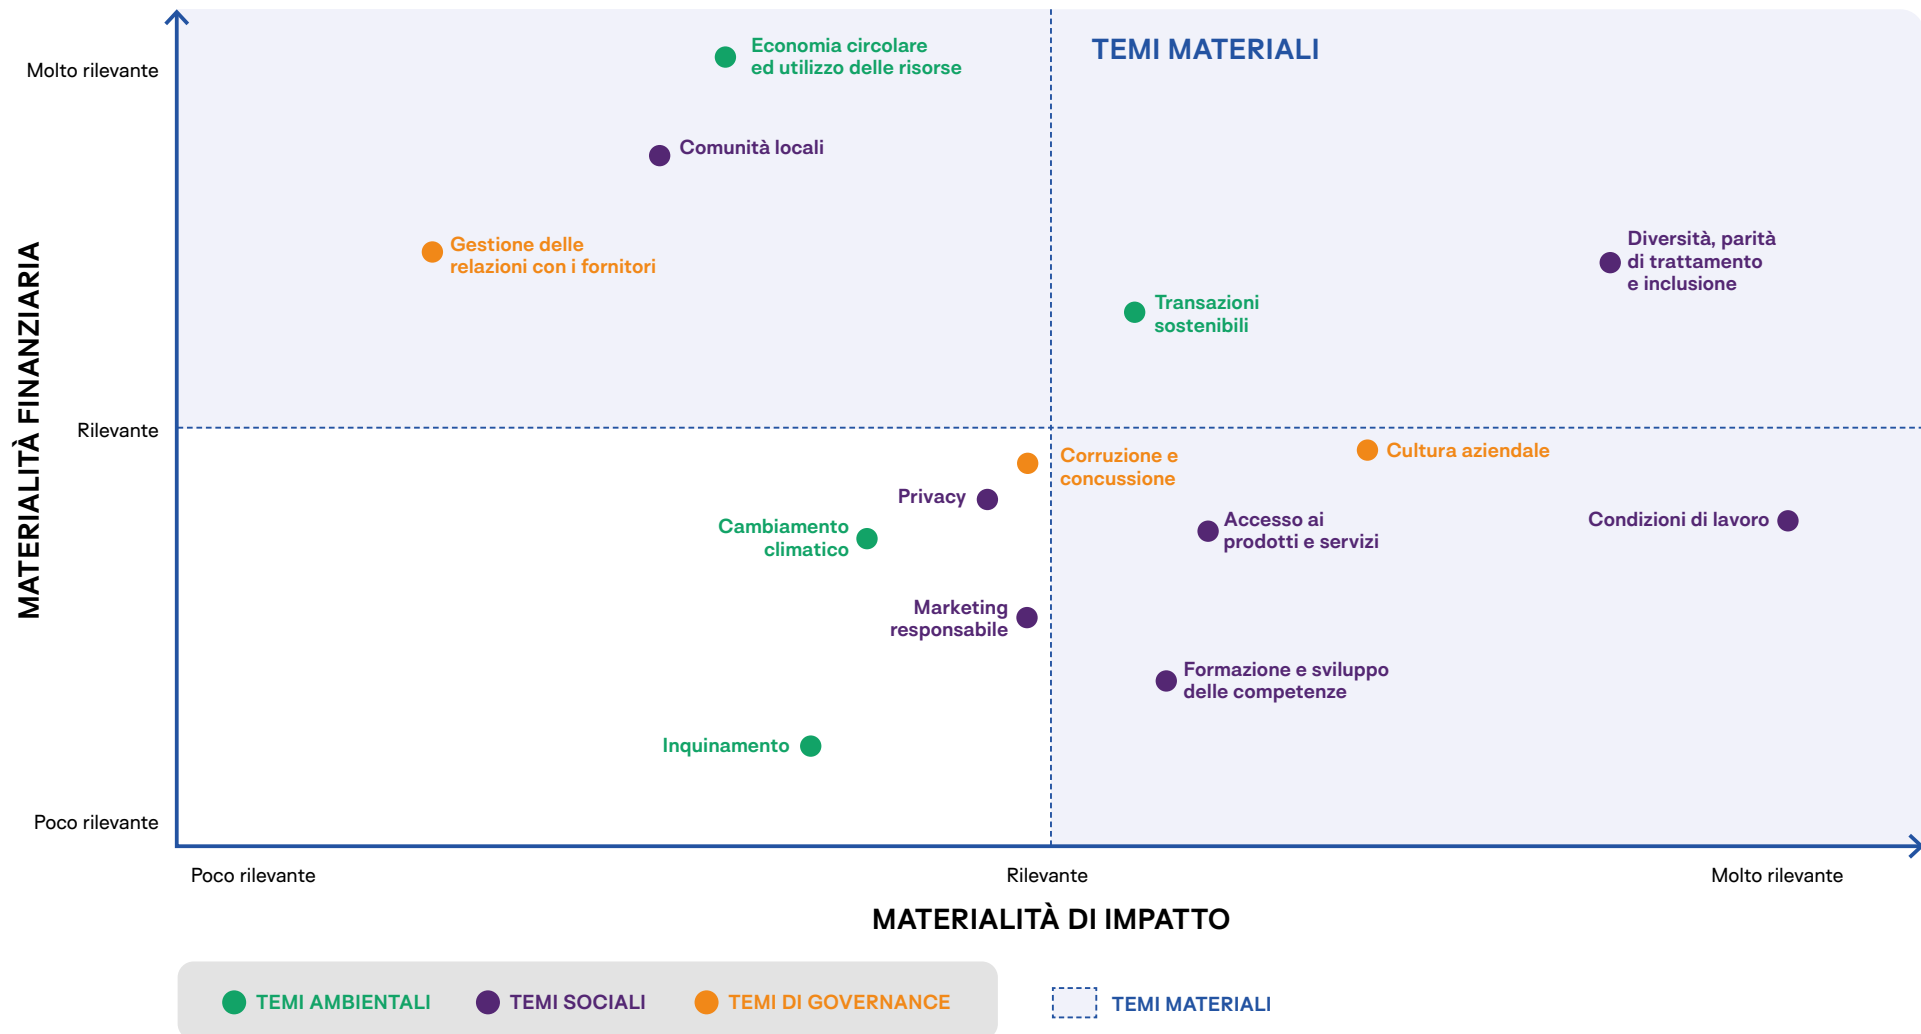 TEMI MATERIALI
Economia circolare
ed utilizzo delle risorse
Molto rilevante
Comunità locali
Gestione delle
relazioni con i fornitori
Diversità, parità
di trattamento
e inclusione
Transazioni
sostenibili
MATERIALITÀ FINANZIARIA
Rilevante
Corruzione e
concussione
Cultura aziendale
Privacy
Cambiamento
climatico
Accesso ai
prodotti e servizi
Condizioni di lavoro
Marketing
responsabile
Formazione e sviluppo
delle competenze
Inquinamento
Poco rilevante
Poco rilevante
Rilevante
Molto rilevante
MATERIALITÀ DI IMPATTO
TEMI AMBIENTALI
TEMI SOCIALI
TEMI DI GOVERNANCE
TEMI MATERIALI